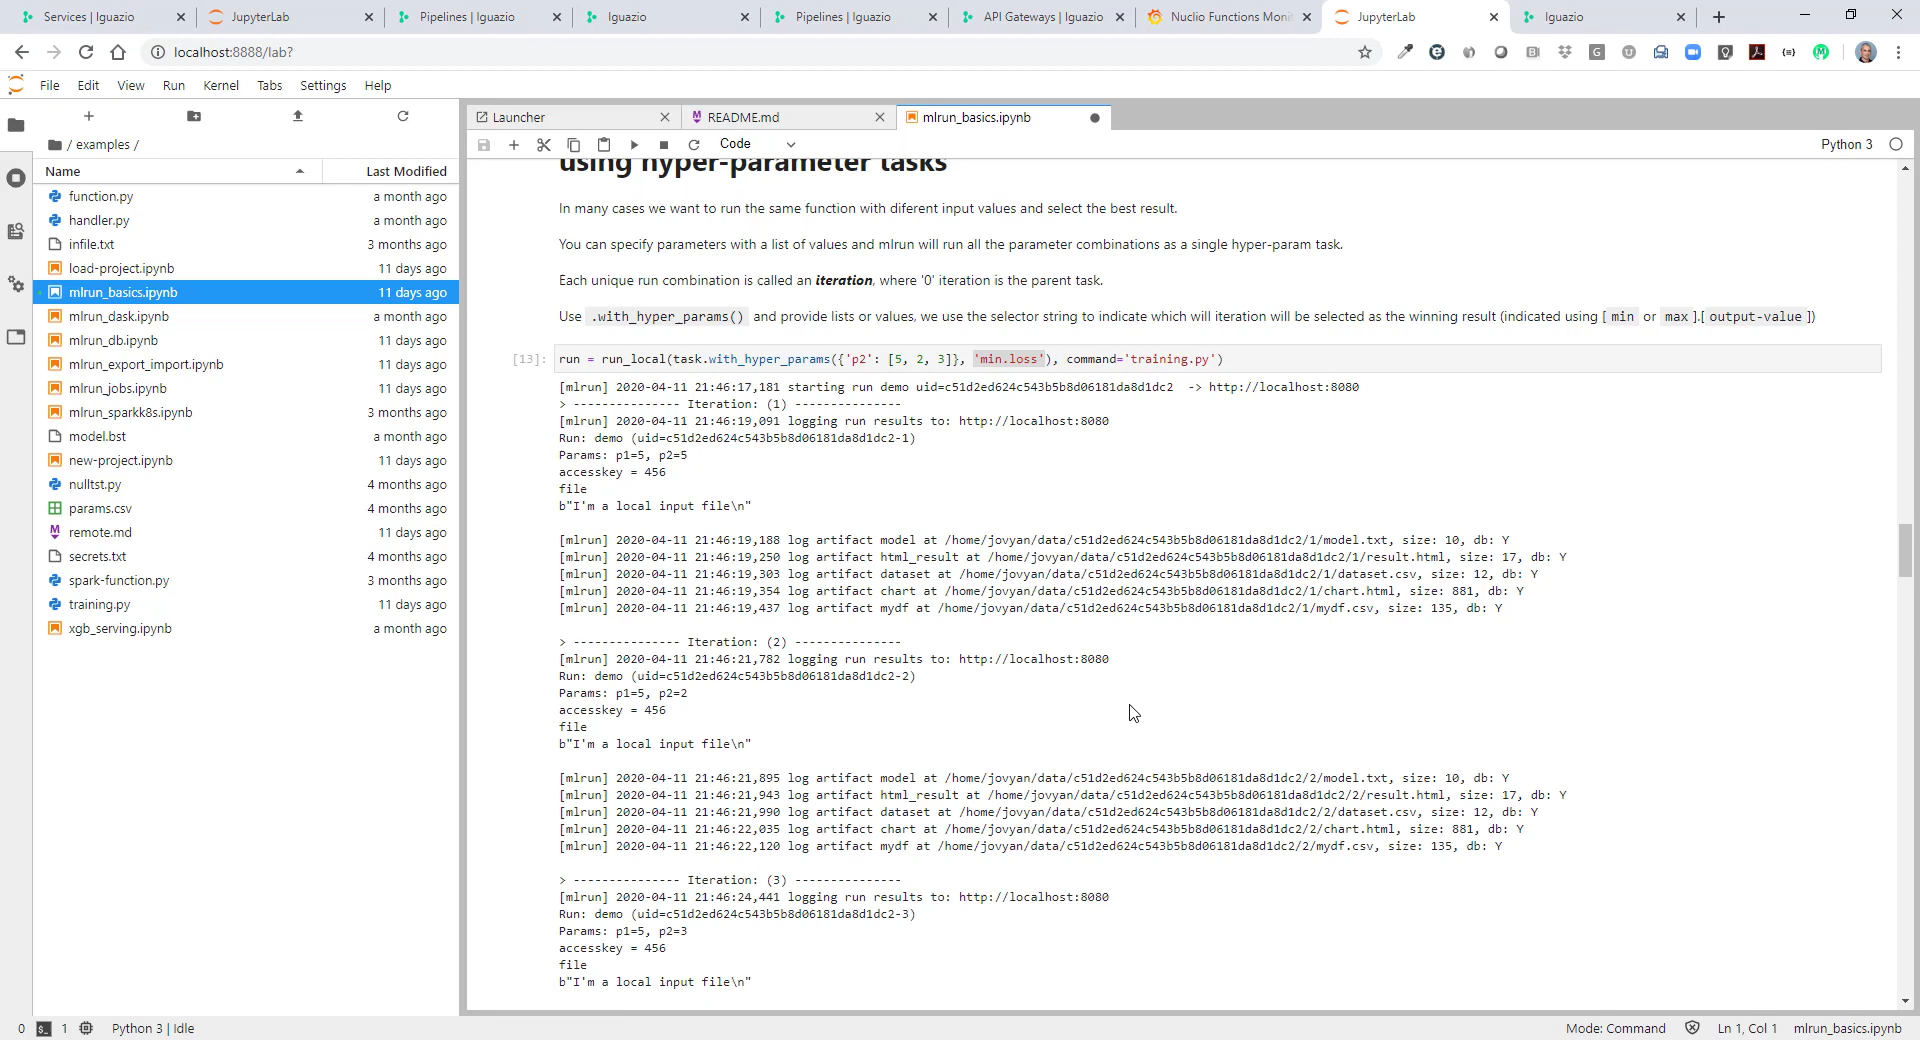 Services | Iguazio
JupyterLab
Pipelines | Iguazio
Iguazio
Pipelines | Iguazio
API Gateways | Iguazio
Nuclio Functions Monit
JupyterLab
Iguazio
localhost:8888/lab?
File Edit View Run Kernel Tabs Settings Help
Launcher
README.md
mlrun_basics.ipynb
/ examples /
Code
Python 3
Name Last Modified
function.py a month ago
handler.py a month ago
infile.txt 3 months ago
load-project.ipynb 11 days ago
mlrun_basics.ipynb 11 days ago
mlrun_dask.ipynb a month ago
mlrun_db.ipynb 11 days ago
mlrun_export_import.ipynb 11 days ago
mlrun_jobs.ipynb 11 days ago
mlrun_sparkk8s.ipynb 3 months ago
model.bst a month ago
new-project.ipynb 11 days ago
nulltst.py 4 months ago
params.csv 4 months ago
remote.md 11 days ago
secrets.txt 4 months ago
spark-function.py 3 months ago
training.py 11 days ago
xgb_serving.ipynb a month ago
using hyper-parameter tasks
In many cases we want to run the same function with diferent input values and select the best result.
You can specify parameters with a list of values and mlrun will run all the parameter combinations as a single hyper-param task.
Each unique run combination is called an iteration, where '0' iteration is the parent task.
Use .with_hyper_params() and provide lists or values, we use the selector string to indicate which will iteration will be selected as the winning result (indicated using [ min or max ].[ output-value ])
[13]: run = run_local(task.with_hyper_params({'p2': [5, 2, 3]}, 'min.loss'), command='training.py')
[mlrun] 2020-04-11 21:46:17,181 starting run demo uid=c51d2ed624c543b5b8d06181da8d1dc2 -> http://localhost:8080
> --------------- Iteration: (1) ---------------
[mlrun] 2020-04-11 21:46:19,091 logging run results to: http://localhost:8080
Run: demo (uid=c51d2ed624c543b5b8d06181da8d1dc2-1)
Params: p1=5, p2=5
accesskey = 456
file
b"I'm a local input file\n"
[mlrun] 2020-04-11 21:46:19,188 log artifact model at /home/jovyan/data/c51d2ed624c543b5b8d06181da8d1dc2/1/model.txt, size: 10, db: Y
[mlrun] 2020-04-11 21:46:19,250 log artifact html_result at /home/jovyan/data/c51d2ed624c543b5b8d06181da8d1dc2/1/result.html, size: 17, db: Y
[mlrun] 2020-04-11 21:46:19,303 log artifact dataset at /home/jovyan/data/c51d2ed624c543b5b8d06181da8d1dc2/1/dataset.csv, size: 12, db: Y
[mlrun] 2020-04-11 21:46:19,354 log artifact chart at /home/jovyan/data/c51d2ed624c543b5b8d06181da8d1dc2/1/chart.html, size: 881, db: Y
[mlrun] 2020-04-11 21:46:19,437 log artifact mydf at /home/jovyan/data/c51d2ed624c543b5b8d06181da8d1dc2/1/mydf.csv, size: 135, db: Y
> --------------- Iteration: (2) ---------------
[mlrun] 2020-04-11 21:46:21,782 logging run results to: http://localhost:8080
Run: demo (uid=c51d2ed624c543b5b8d06181da8d1dc2-2)
Params: p1=5, p2=2
accesskey = 456
file
b"I'm a local input file\n"
[mlrun] 2020-04-11 21:46:21,895 log artifact model at /home/jovyan/data/c51d2ed624c543b5b8d06181da8d1dc2/2/model.txt, size: 10, db: Y
[mlrun] 2020-04-11 21:46:21,943 log artifact html_result at /home/jovyan/data/c51d2ed624c543b5b8d06181da8d1dc2/2/result.html, size: 17, db: Y
[mlrun] 2020-04-11 21:46:21,990 log artifact dataset at /home/jovyan/data/c51d2ed624c543b5b8d06181da8d1dc2/2/dataset.csv, size: 12, db: Y
[mlrun] 2020-04-11 21:46:22,035 log artifact chart at /home/jovyan/data/c51d2ed624c543b5b8d06181da8d1dc2/2/chart.html, size: 881, db: Y
[mlrun] 2020-04-11 21:46:22,120 log artifact mydf at /home/jovyan/data/c51d2ed624c543b5b8d06181da8d1dc2/2/mydf.csv, size: 135, db: Y
> --------------- Iteration: (3) ---------------
[mlrun] 2020-04-11 21:46:24,441 logging run results to: http://localhost:8080
Run: demo (uid=c51d2ed624c543b5b8d06181da8d1dc2-3)
Params: p1=5, p2=3
accesskey = 456
file
b"I'm a local input file\n"
0 1 Python 3 | Idle Mode: Command Ln 1, Col 1 mlrun_basics.ipynb